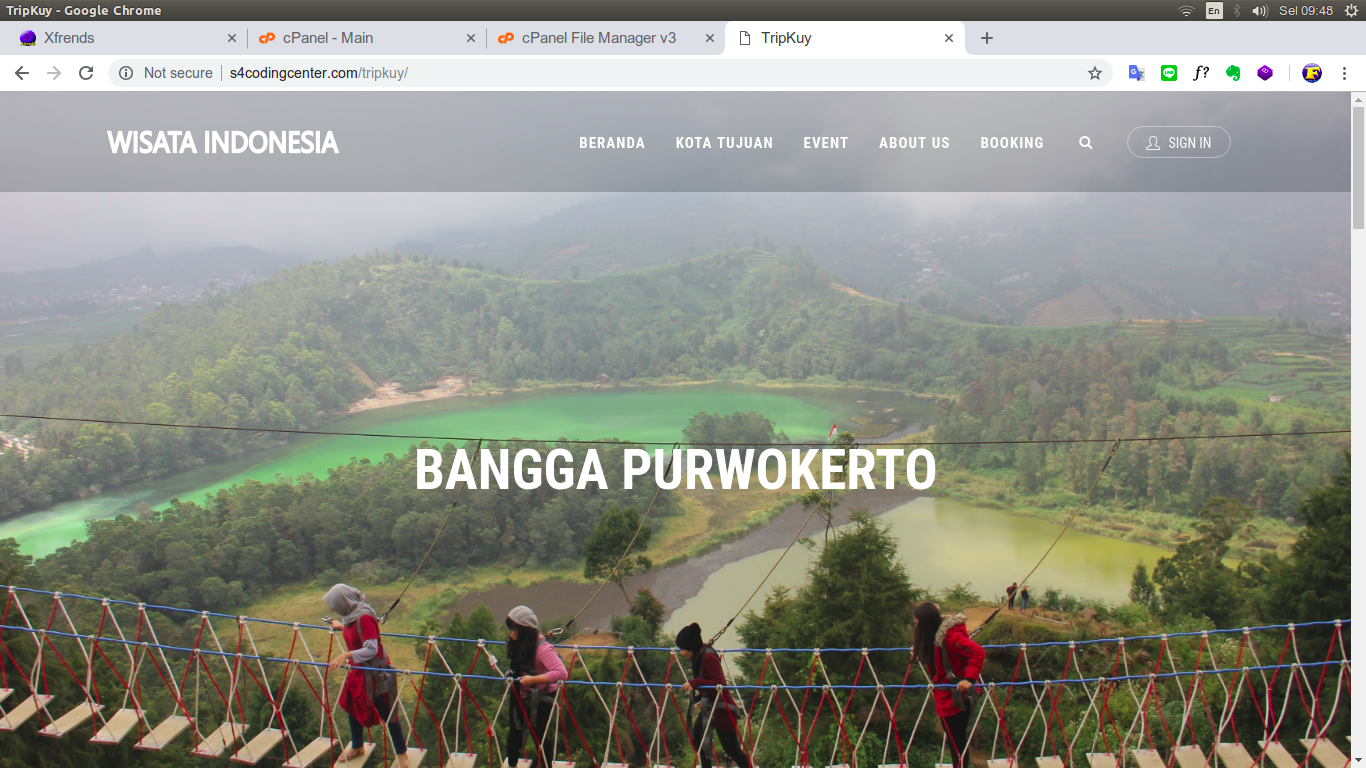 TripKuy - Google Chrome
En
Sel 09:48
Xfrends
cPanel - Main
cPanel File Manager v3
TripKuy
Not secure
s4codingcenter.com/tripkuy/
f?
WISATA INDONESIA
BERANDA
KOTA TUJUAN
EVENT
ABOUT US
BOOKING
SIGN IN
BANGGA PURWOKERTO